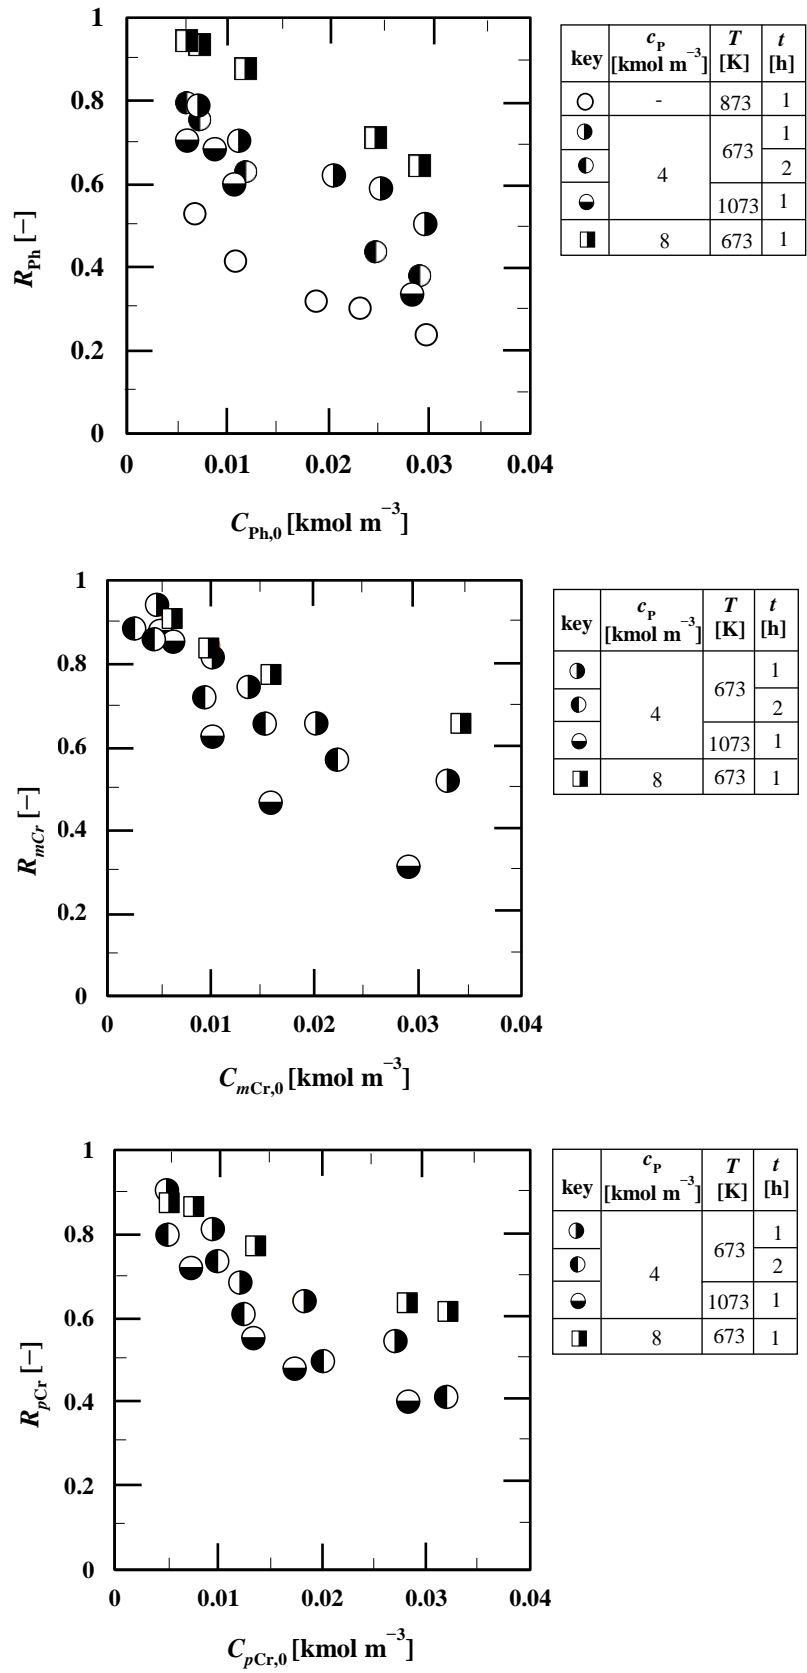 1
0.8
0.6
0.4
0.2
0
R_Ph [−]
0 0.01 0.02 0.03 0.04
C_Ph,0 [kmol m⁻³]
key c_P [kmol m⁻³] T [K] t [h]
- 873 1
4 673 1
2
1073 1
8 673 1
1
0.8
0.6
0.4
0.2
0
R_mCr [−]
0 0.01 0.02 0.03 0.04
C_mCr,0 [kmol m⁻³]
key c_P [kmol m⁻³] T [K] t [h]
4 673 1
2
1073 1
8 673 1
1
0.8
0.6
0.4
0.2
0
R_pCr [−]
0 0.01 0.02 0.03 0.04
C_pCr,0 [kmol m⁻³]
key c_P [kmol m⁻³] T [K] t [h]
4 673 1
2
1073 1
8 673 1